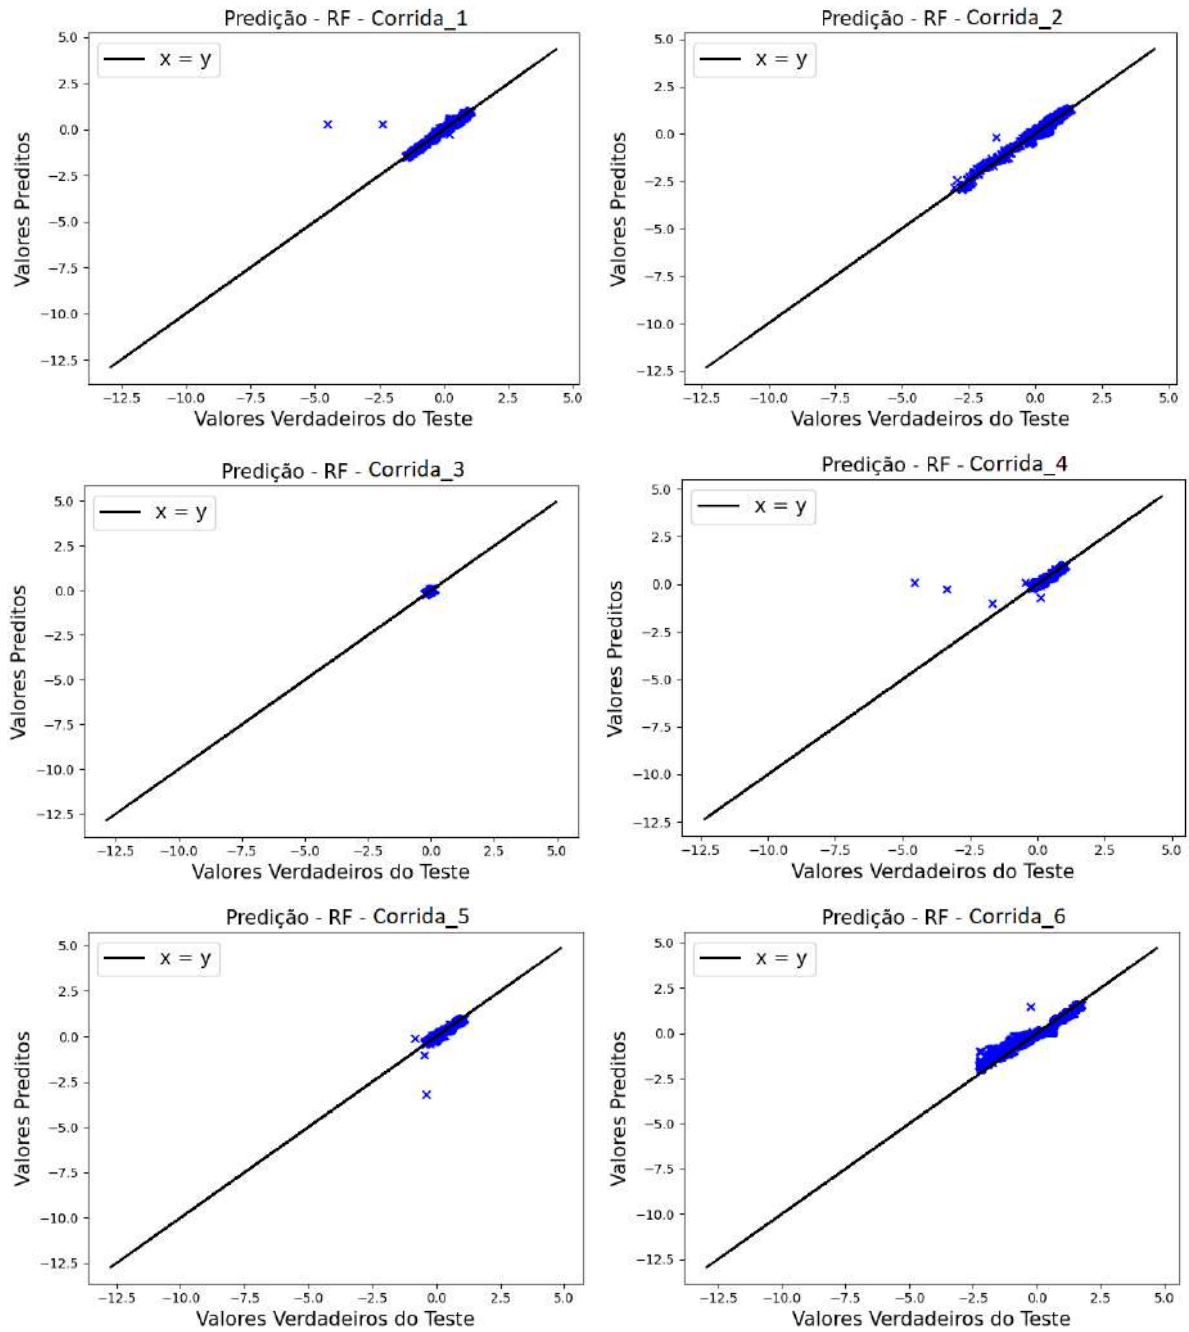 Predição - RF - Corrida_1
x = y
5.0
2.5
0.0
−2.5
−5.0
−7.5
−10.0
−12.5
Valores Preditos
−12.5 −10.0 −7.5 −5.0 −2.5 0.0 2.5 5.0
Valores Verdadeiros do Teste
Predição - RF - Corrida_2
x = y
5.0
2.5
0.0
−2.5
−5.0
−7.5
−10.0
−12.5
Valores Preditos
−12.5 −10.0 −7.5 −5.0 −2.5 0.0 2.5 5.0
Valores Verdadeiros do Teste
Predição - RF - Corrida_3
x = y
5.0
2.5
0.0
−2.5
−5.0
−7.5
−10.0
−12.5
Valores Preditos
−12.5 −10.0 −7.5 −5.0 −2.5 0.0 2.5 5.0
Valores Verdadeiros do Teste
Predição - RF - Corrida_4
x = y
5.0
2.5
0.0
−2.5
−5.0
−7.5
−10.0
−12.5
Valores Preditos
−12.5 −10.0 −7.5 −5.0 −2.5 0.0 2.5 5.0
Valores Verdadeiros do Teste
Predição - RF - Corrida_5
x = y
5.0
2.5
0.0
−2.5
−5.0
−7.5
−10.0
−12.5
Valores Preditos
−12.5 −10.0 −7.5 −5.0 −2.5 0.0 2.5 5.0
Valores Verdadeiros do Teste
Predição - RF - Corrida_6
x = y
5.0
2.5
0.0
−2.5
−5.0
−7.5
−10.0
−12.5
Valores Preditos
−12.5 −10.0 −7.5 −5.0 −2.5 0.0 2.5 5.0
Valores Verdadeiros do Teste